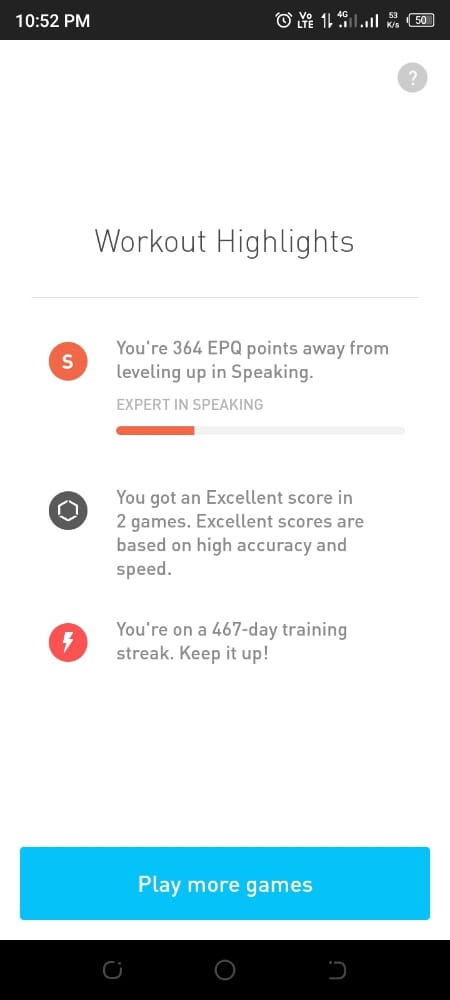 10:52 PM Vo LTE 4G 53 K/s 50
?
Workout Highlights
S
You're 364 EPQ points away from
leveling up in Speaking.
EXPERT IN SPEAKING
You got an Excellent score in
2 games. Excellent scores are
based on high accuracy and
speed.
You're on a 467-day training
streak. Keep it up!
Play more games